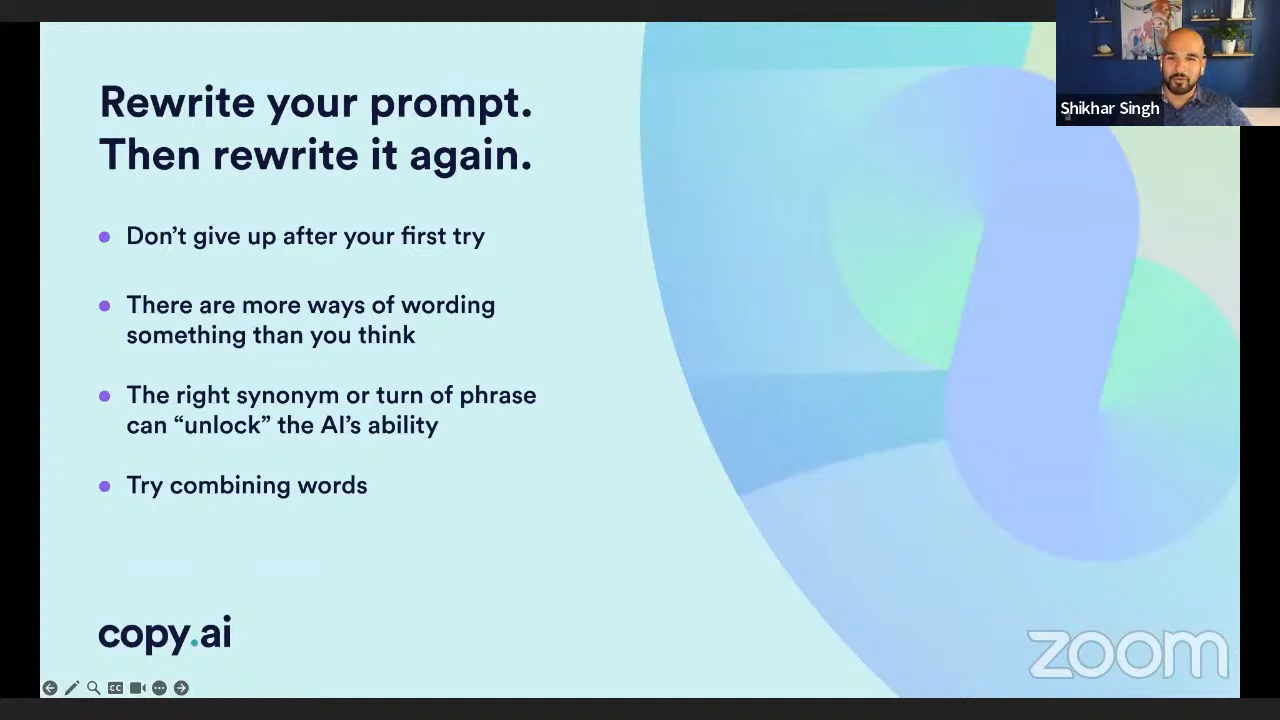 Rewrite your prompt.
Then rewrite it again.
Don’t give up after your first try
There are more ways of wording
something than you think
The right synonym or turn of phrase
can “unlock” the AI’s ability
Try combining words
copy.ai
Shikhar Singh
zoom
CC